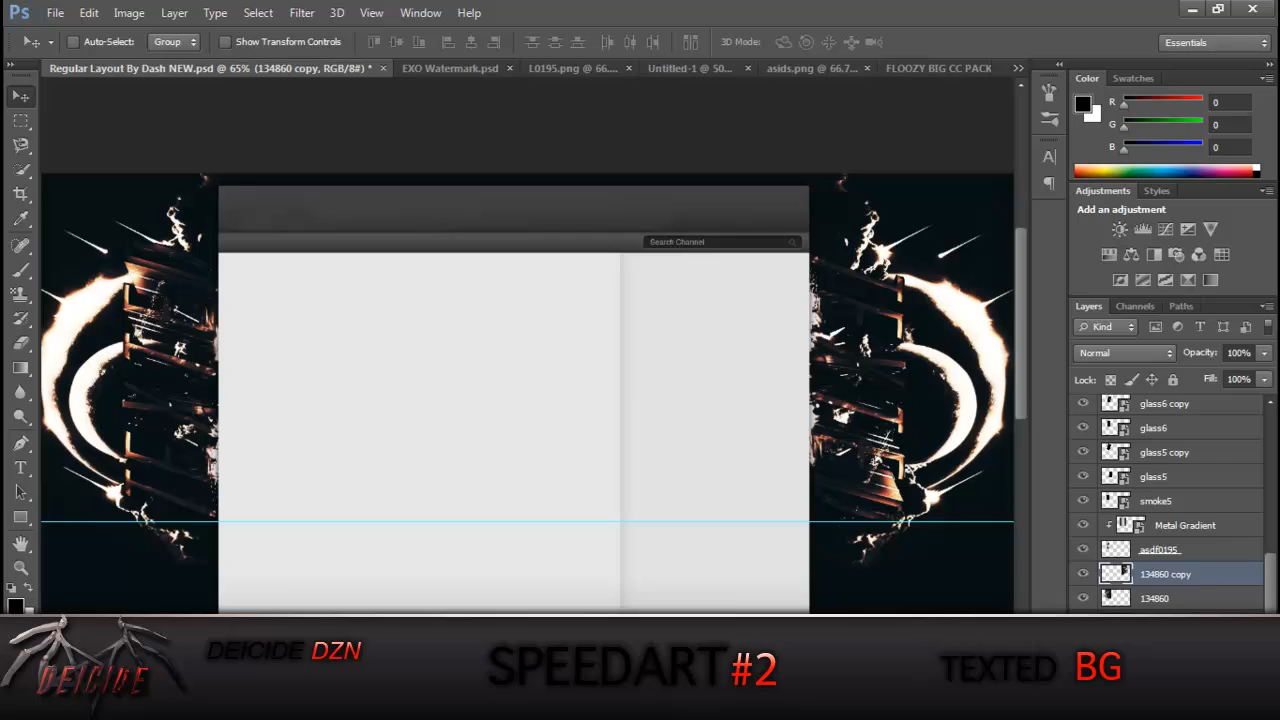 Ps File Edit Image Layer Type Select Filter 3D View Window Help
Auto-Select: Group Show Transform Controls 3D Mode: Essentials
Regular Layout By Dash NEW.psd @ 65% (134860 copy, RGB/8#) * × EXO Watermark.psd × L0195.png @ 66.... × Untitled-1 @ 50... × asids.png @ 66.7... × FLOOZY BIG CC PACK
Color Swatches
R 0
G 0
B 0
Adjustments Styles
Add an adjustment
Search Channel
Layers Channels Paths
Kind
Normal Opacity: 100%
Lock: Fill: 100%
glass6 copy
glass6
glass5 copy
glass5
smoke5
Metal Gradient
asdf0195
134860 copy
134860
DEICIDE
DEICIDE DZN
SPEEDART #2
TEXTED BG